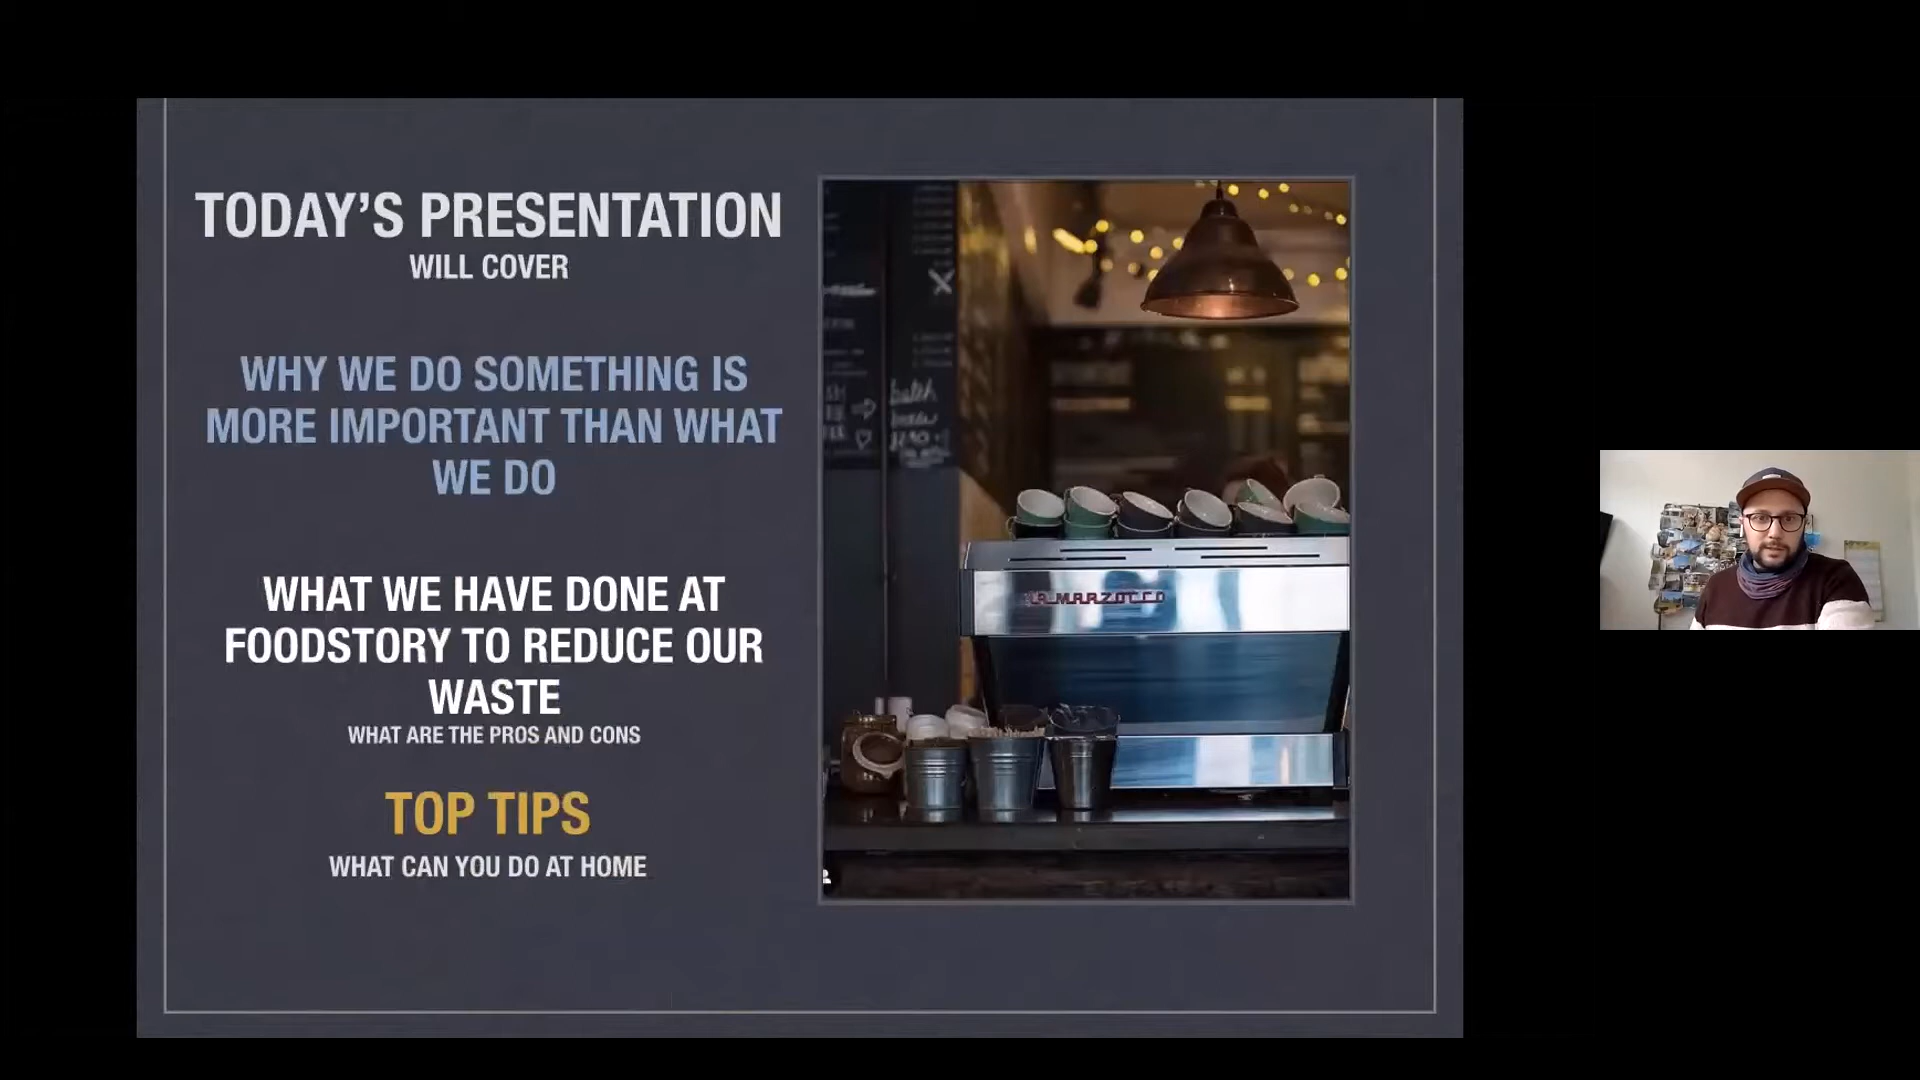 TODAY’S PRESENTATION
WILL COVER
WHY WE DO SOMETHING IS
MORE IMPORTANT THAN WHAT
WE DO
WHAT WE HAVE DONE AT
FOODSTORY TO REDUCE OUR
WASTE
WHAT ARE THE PROS AND CONS
TOP TIPS
WHAT CAN YOU DO AT HOME
batch
brew
LA MARZOCCO